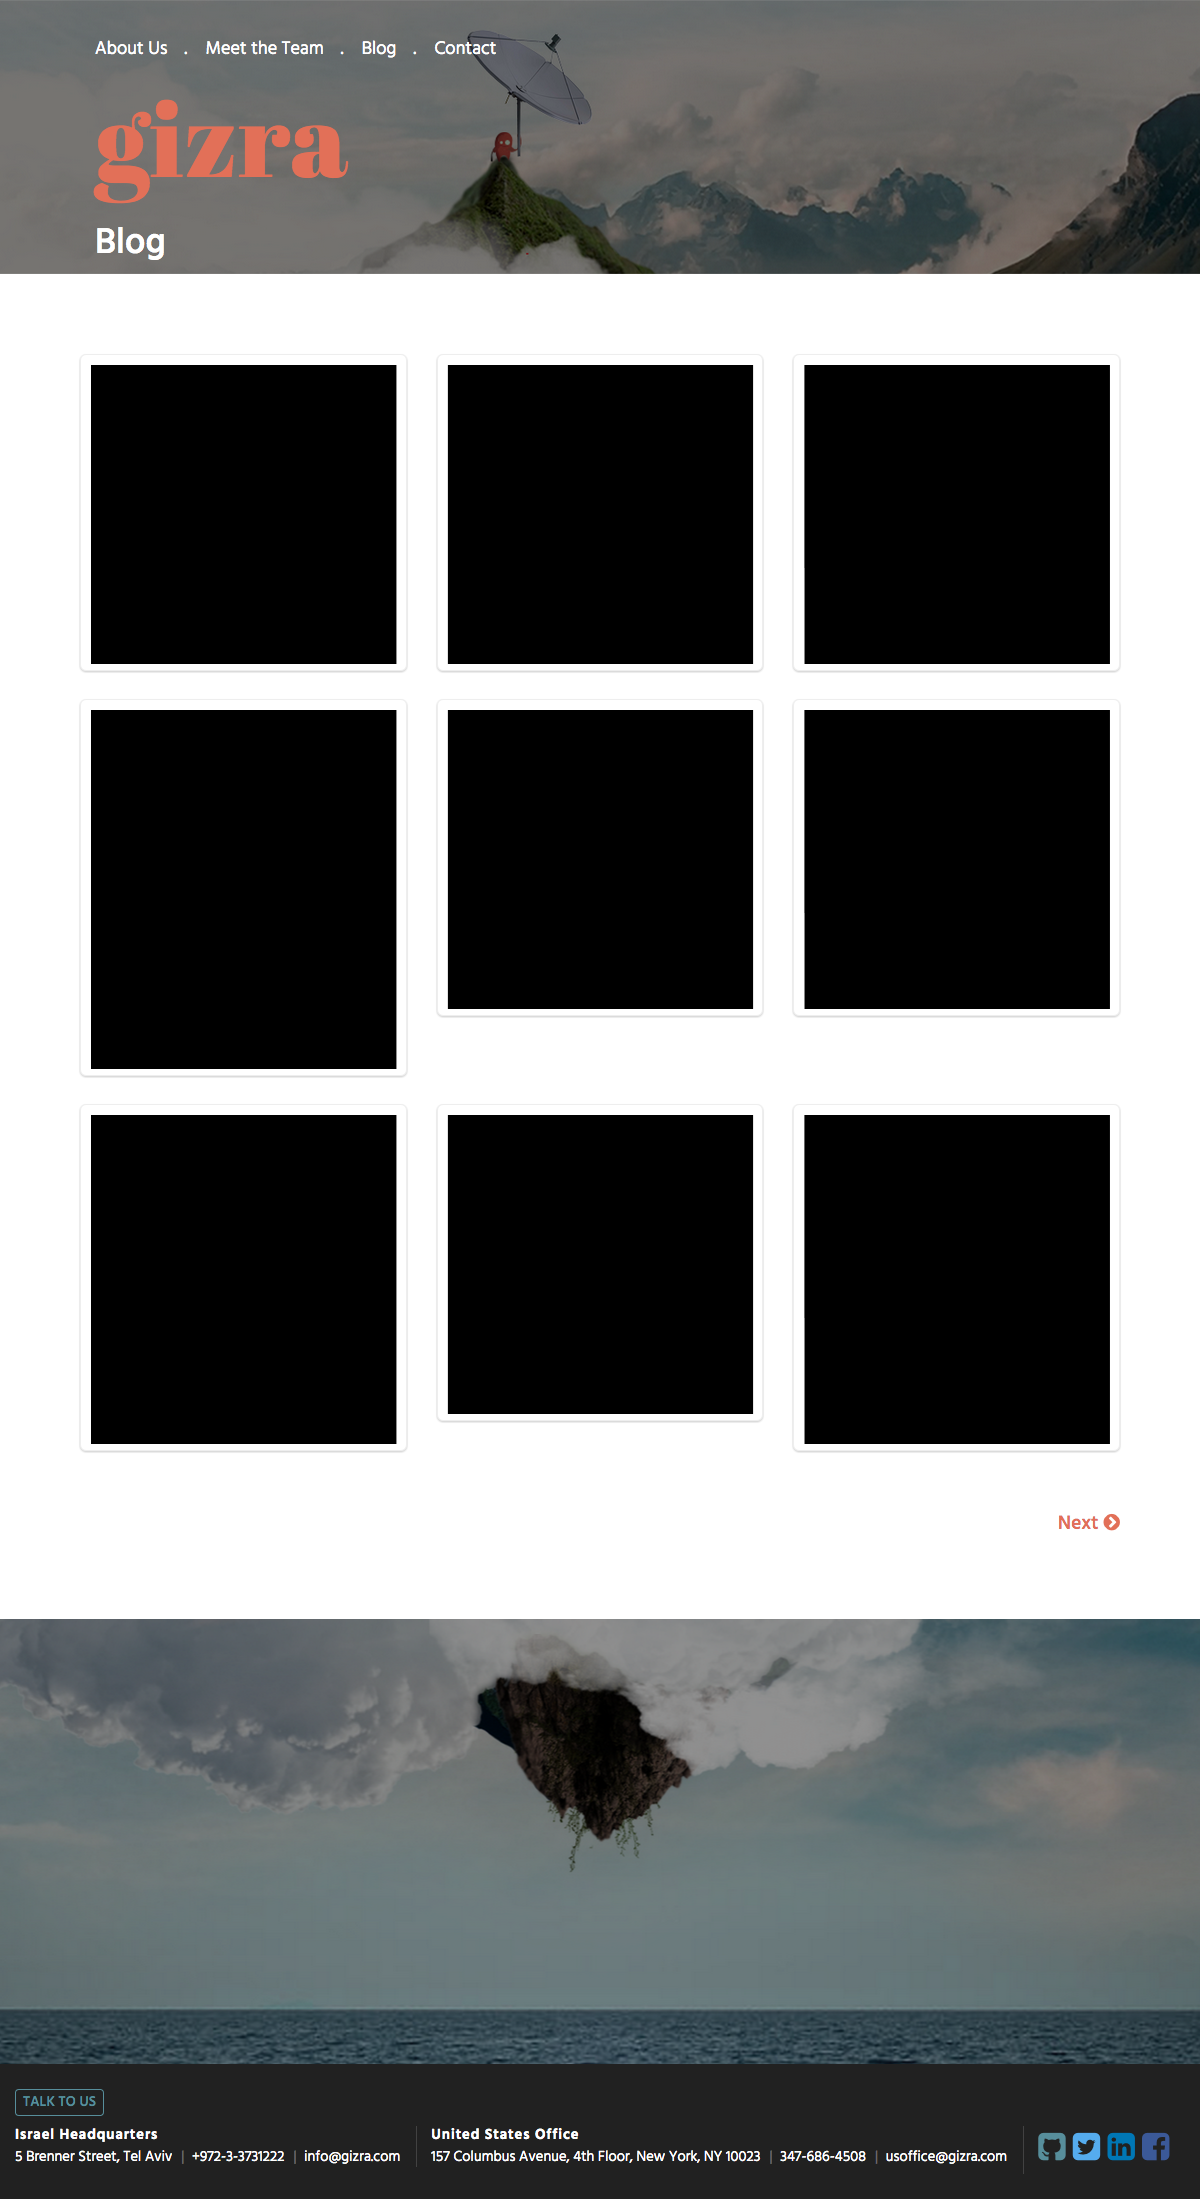 About Us . Meet the Team . Blog . Contact
gizra
Blog
Next
TALK TO US
Israel Headquarters
5 Brenner Street, Tel Aviv | +972-3-3731222 | info@gizra.com
United States Office
157 Columbus Avenue, 4th Floor, New York, NY 10023 | 347-686-4508 | usoffice@gizra.com